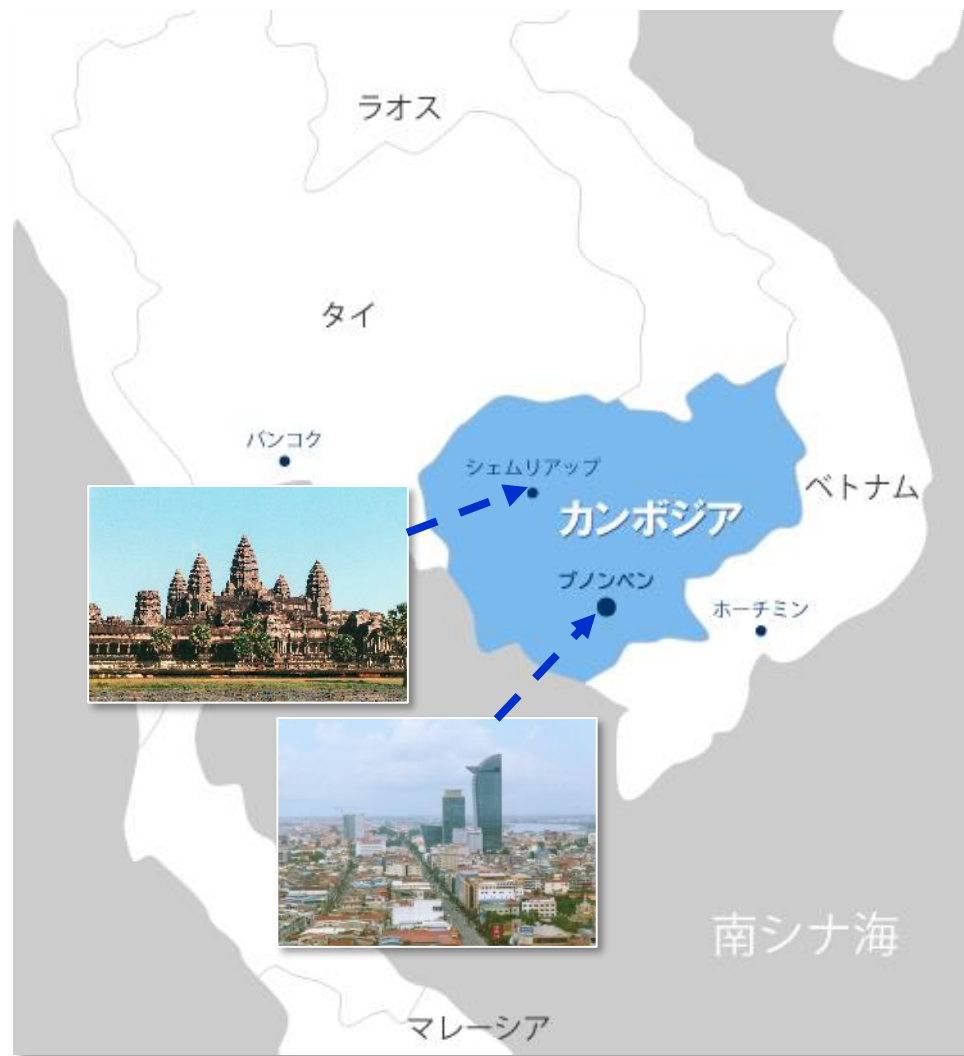 ラオス
タイ
バンコク
シェムリアップ
カンボジア
ベトナム
プノンペン
ホーチミン
南シナ海
マレーシア